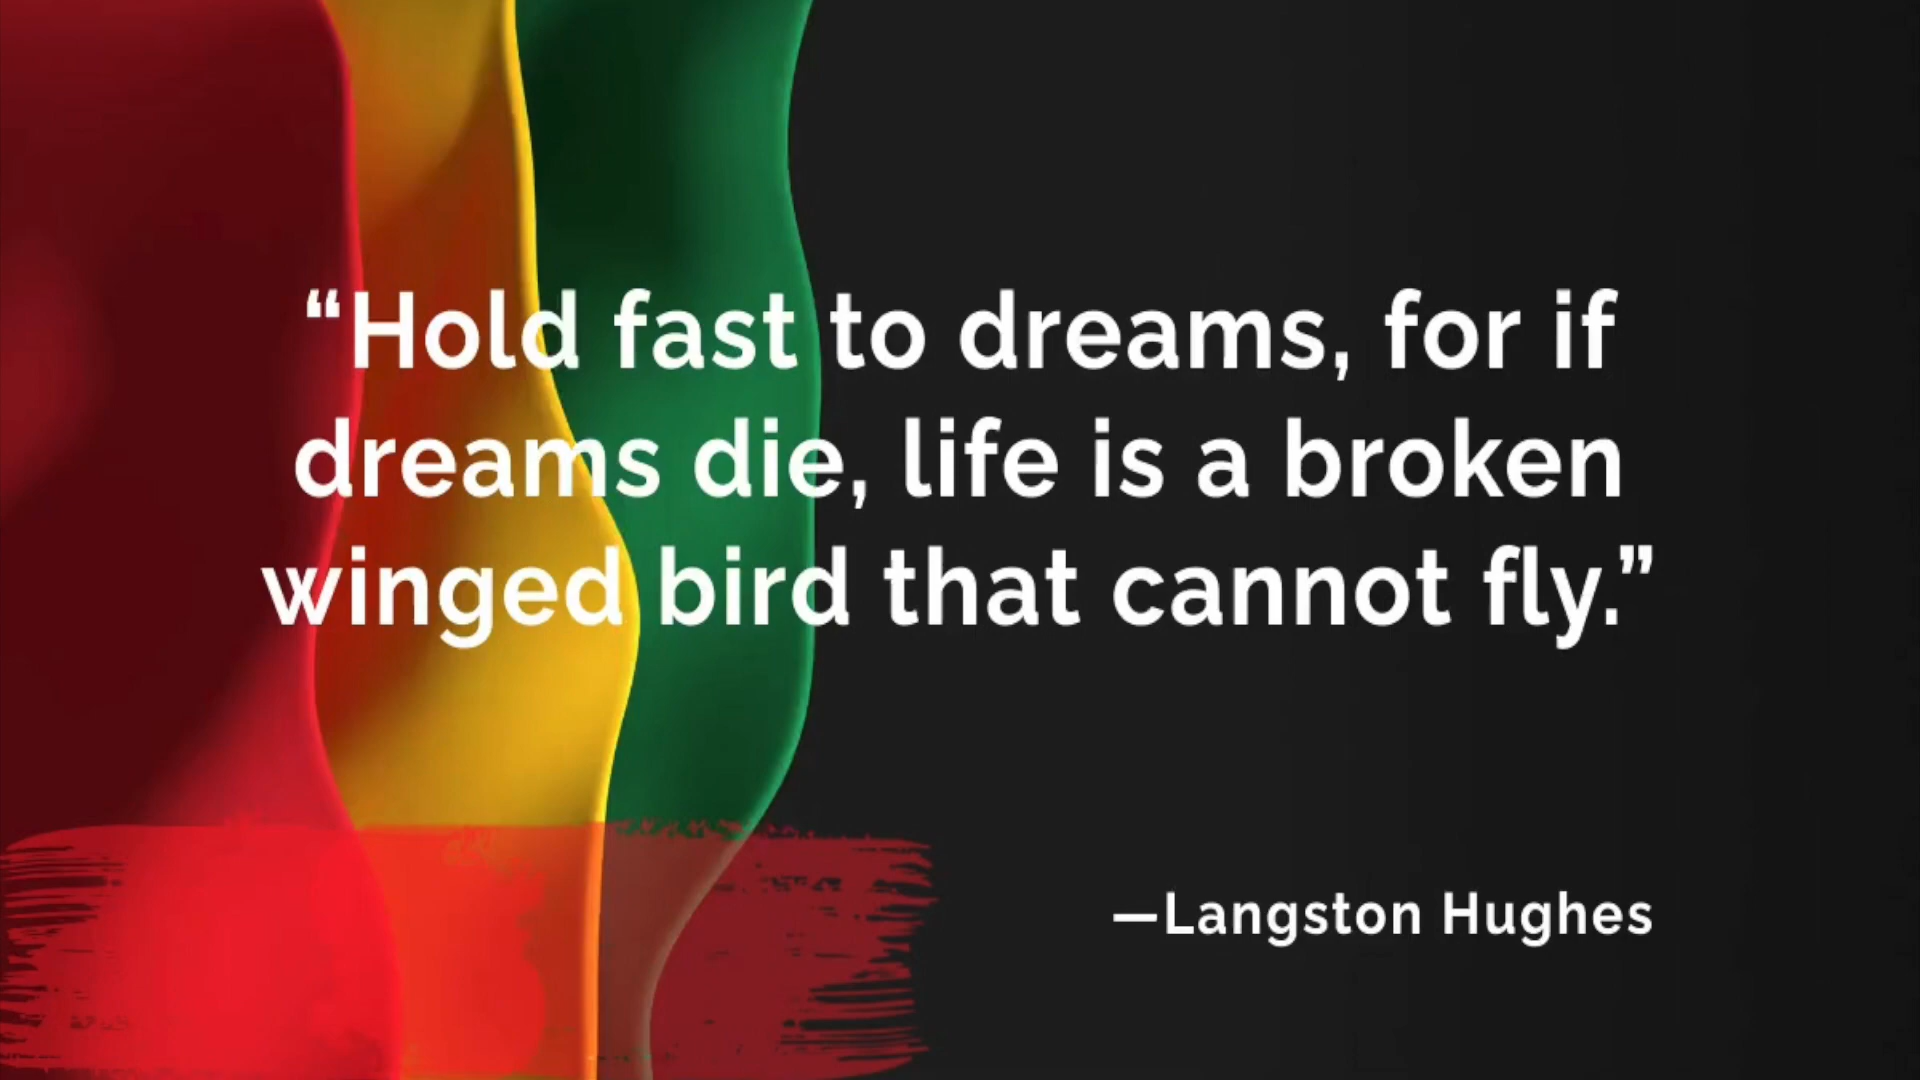 “Hold fast to dreams, for if
dreams die, life is a broken
winged bird that cannot fly.”
—Langston Hughes